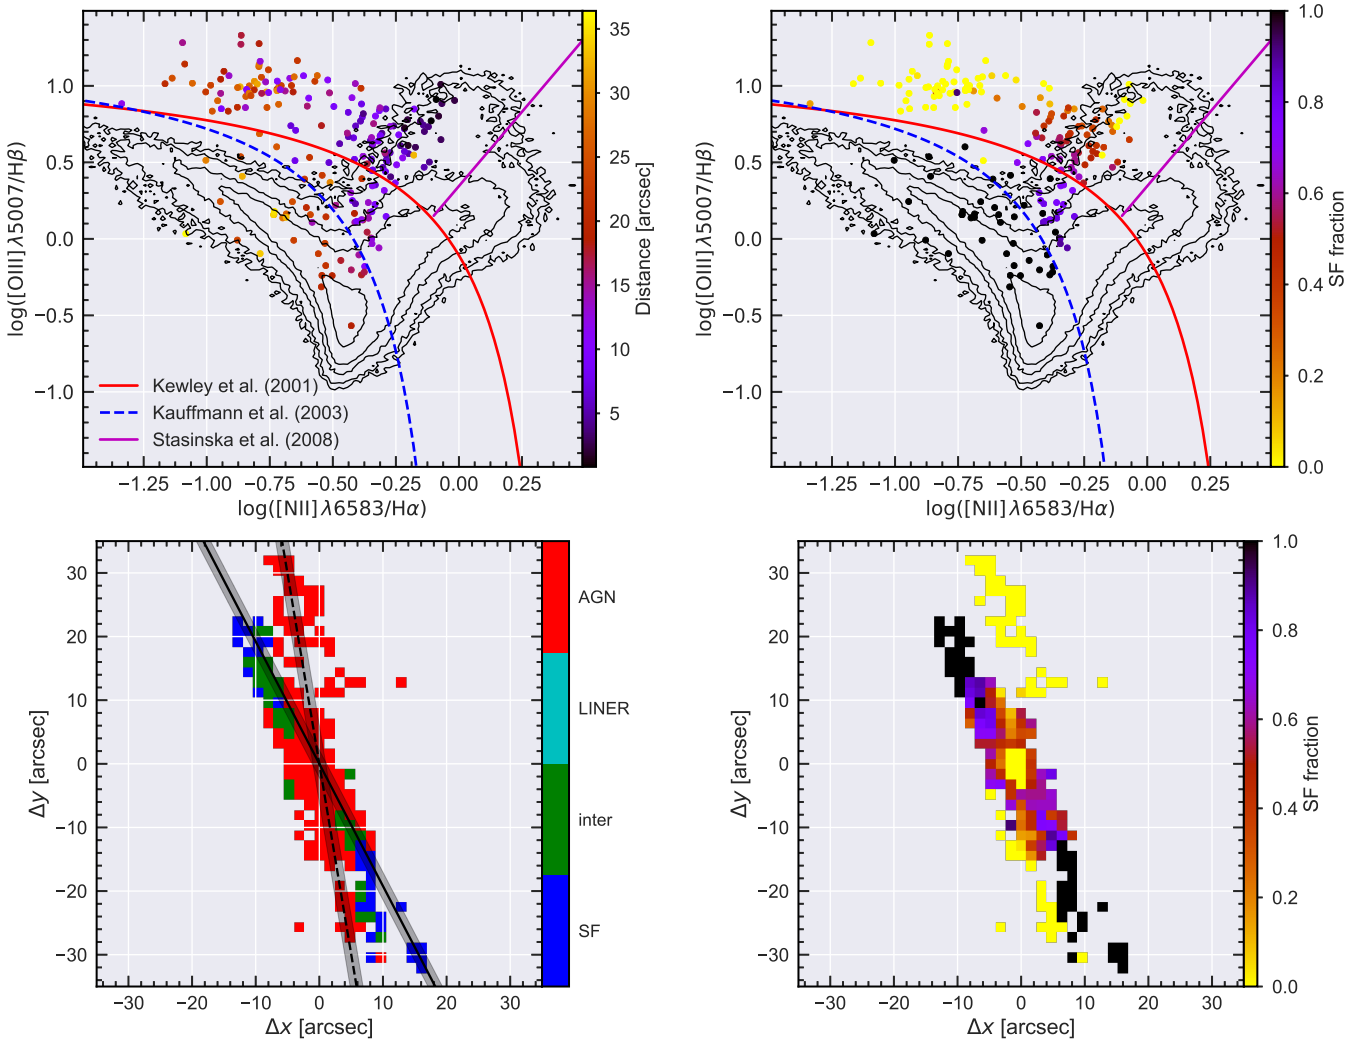 1.0
0.5
0.0
−0.5
−1.0
log([OIII]λ5007/Hβ)
−1.25 −1.00 −0.75 −0.50 −0.25 0.00 0.25
log([NII]λ6583/Hα)
Kewley et al. (2001)
Kauffmann et al. (2003)
Stasinska et al. (2008)
35
30
25
20
15
10
5
Distance [arcsec]
1.0
0.5
0.0
−0.5
−1.0
log([OIII]λ5007/Hβ)
−1.25 −1.00 −0.75 −0.50 −0.25 0.00 0.25
log([NII]λ6583/Hα)
1.0
0.8
0.6
0.4
0.2
0.0
SF fraction
30
20
10
0
−10
−20
−30
Δy [arcsec]
−30 −20 −10 0 10 20 30
Δx [arcsec]
AGN
LINER
inter
SF
30
20
10
0
−10
−20
−30
Δy [arcsec]
−30 −20 −10 0 10 20 30
Δx [arcsec]
1.0
0.8
0.6
0.4
0.2
0.0
SF fraction